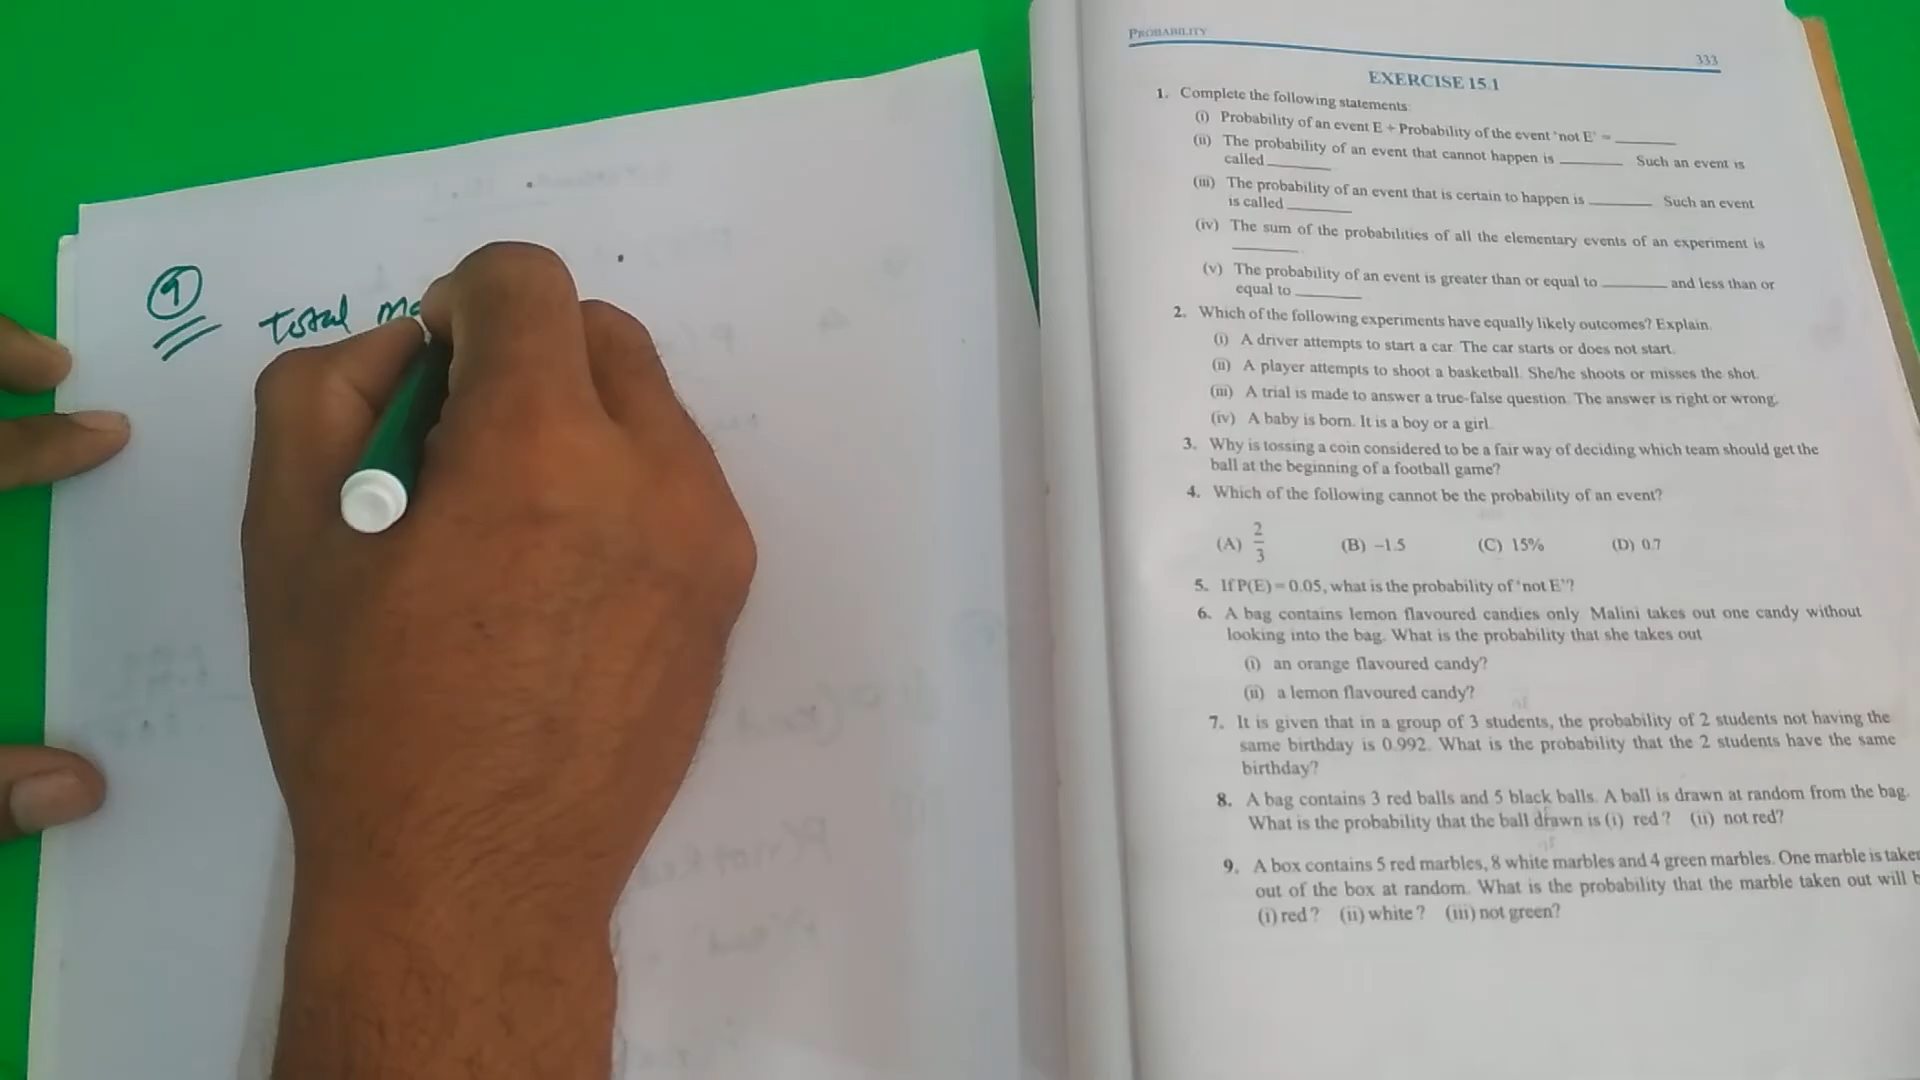 9
Total Ma
PROBABILITY
333
EXERCISE 15.1
1. Complete the following statements:
(i) Probability of an event E + Probability of the event 'not E' = ______
(ii) The probability of an event that cannot happen is ______ Such an event is
called ______
(iii) The probability of an event that is certain to happen is ______ Such an event
is called ______
(iv) The sum of the probabilities of all the elementary events of an experiment is
______.
(v) The probability of an event is greater than or equal to ______ and less than or
equal to ______
2. Which of the following experiments have equally likely outcomes? Explain.
(i) A driver attempts to start a car. The car starts or does not start.
(ii) A player attempts to shoot a basketball. She/he shoots or misses the shot.
(iii) A trial is made to answer a true-false question. The answer is right or wrong.
(iv) A baby is born. It is a boy or a girl.
3. Why is tossing a coin considered to be a fair way of deciding which team should get the
ball at the beginning of a football game?
4. Which of the following cannot be the probability of an event?
(A) 2/3 (B) –1.5 (C) 15% (D) 0.7
5. If P(E) = 0.05, what is the probability of 'not E'?
6. A bag contains lemon flavoured candies only. Malini takes out one candy without
looking into the bag. What is the probability that she takes out
(i) an orange flavoured candy?
(ii) a lemon flavoured candy?
7. It is given that in a group of 3 students, the probability of 2 students not having the
same birthday is 0.992. What is the probability that the 2 students have the same
birthday?
8. A bag contains 3 red balls and 5 black balls. A ball is drawn at random from the bag.
What is the probability that the ball drawn is (i) red? (ii) not red?
9. A box contains 5 red marbles, 8 white marbles and 4 green marbles. One marble is taken
out of the box at random. What is the probability that the marble taken out will b
(i) red? (ii) white? (iii) not green?